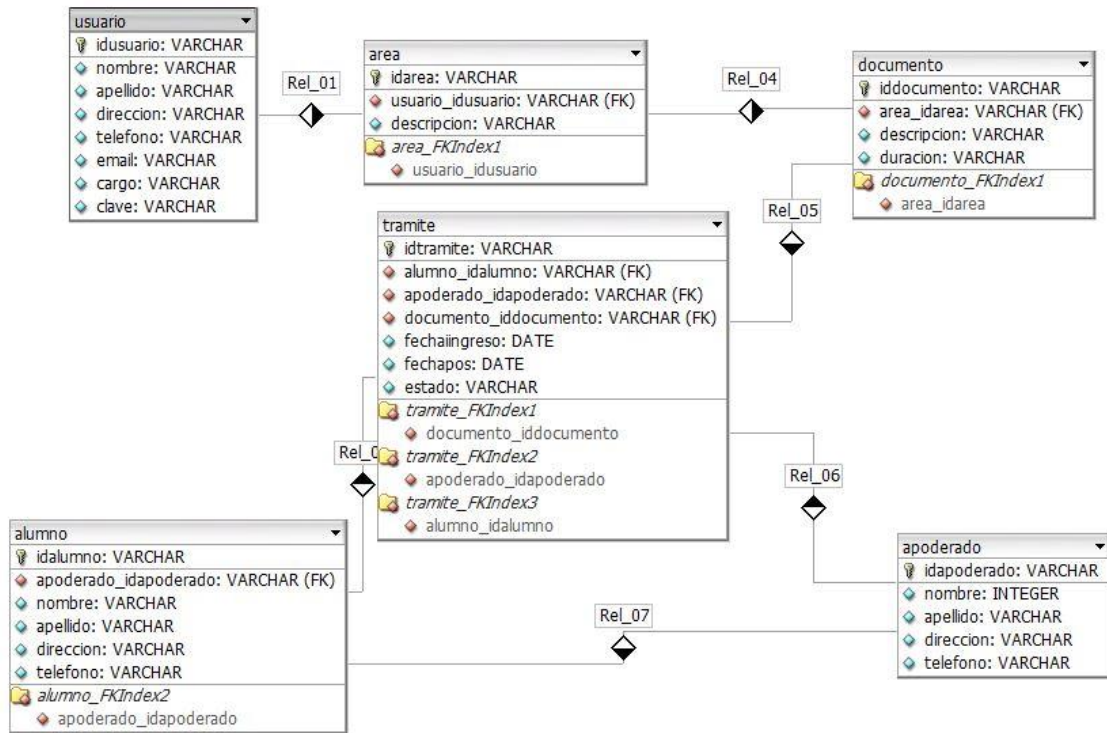 usuario
idusuario: VARCHAR
nombre: VARCHAR
apellido: VARCHAR
direccion: VARCHAR
telefono: VARCHAR
email: VARCHAR
cargo: VARCHAR
clave: VARCHAR
Rel_01
area
idarea: VARCHAR
usuario_idusuario: VARCHAR (FK)
descripcion: VARCHAR
area_FKIndex1
usuario_idusuario
Rel_04
documento
iddocumento: VARCHAR
area_idarea: VARCHAR (FK)
descripcion: VARCHAR
duracion: VARCHAR
documento_FKIndex1
area_idarea
Rel_05
tramite
idtramite: VARCHAR
alumno_idalumno: VARCHAR (FK)
apoderado_idapoderado: VARCHAR (FK)
documento_iddocumento: VARCHAR (FK)
fechaiingreso: DATE
fechapos: DATE
estado: VARCHAR
tramite_FKIndex1
documento_iddocumento
tramite_FKIndex2
apoderado_idapoderado
tramite_FKIndex3
alumno_idalumno
Rel_06
alumno
idalumno: VARCHAR
apoderado_idapoderado: VARCHAR (FK)
nombre: VARCHAR
apellido: VARCHAR
direccion: VARCHAR
telefono: VARCHAR
alumno_FKIndex2
apoderado_idapoderado
Rel_07
apoderado
idapoderado: VARCHAR
nombre: INTEGER
apellido: VARCHAR
direccion: VARCHAR
telefono: VARCHAR